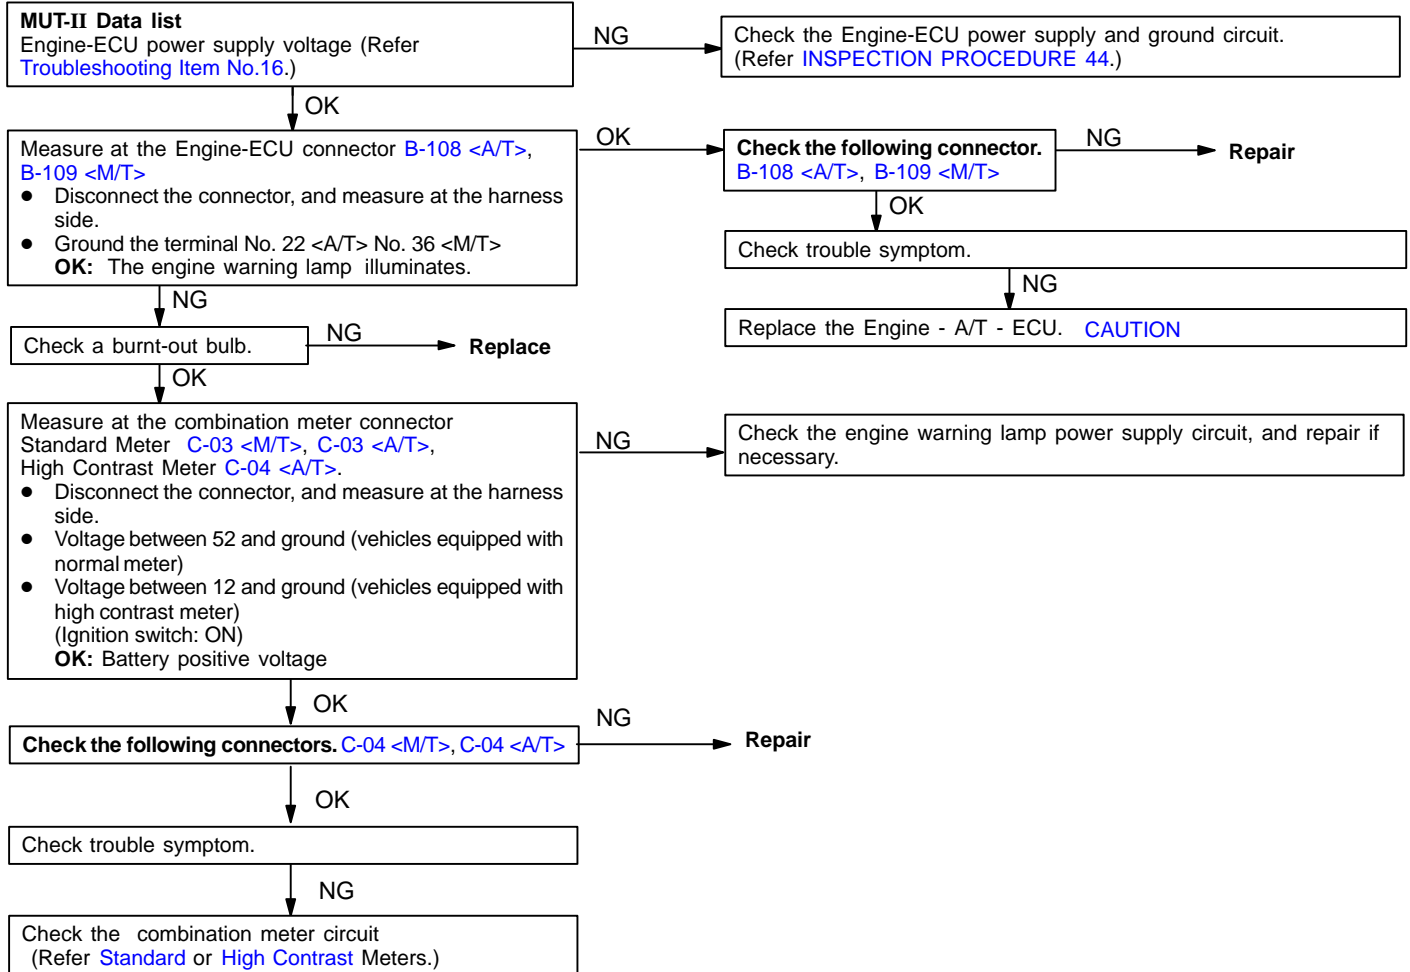 MUT-II Data list
Engine-ECU power supply voltage (Refer
Troubleshooting Item No.16.)
NG
Check the Engine-ECU power supply and ground circuit.
(Refer INSPECTION PROCEDURE 44.)
OK
Measure at the Engine-ECU connector B-108 <A/T>,
B-109 <M/T>
● Disconnect the connector, and measure at the harness
side.
● Ground the terminal No. 22 <A/T> No. 36 <M/T>
OK: The engine warning lamp illuminates.
OK
Check the following connector.
B-108 <A/T>, B-109 <M/T>
NG
Repair
OK
Check trouble symptom.
NG
Replace the Engine - A/T - ECU. CAUTION
NG
Check a burnt-out bulb.
NG
Replace
OK
Measure at the combination meter connector
Standard Meter C-03 <M/T>, C-03 <A/T>,
High Contrast Meter C-04 <A/T>.
● Disconnect the connector, and measure at the harness
side.
● Voltage between 52 and ground (vehicles equipped with
normal meter)
● Voltage between 12 and ground (vehicles equipped with
high contrast meter)
(Ignition switch: ON)
OK: Battery positive voltage
NG
Check the engine warning lamp power supply circuit, and repair if
necessary.
OK
Check the following connectors. C-04 <M/T>, C-04 <A/T>
NG
Repair
OK
Check trouble symptom.
NG
Check the combination meter circuit
(Refer Standard or High Contrast Meters.)